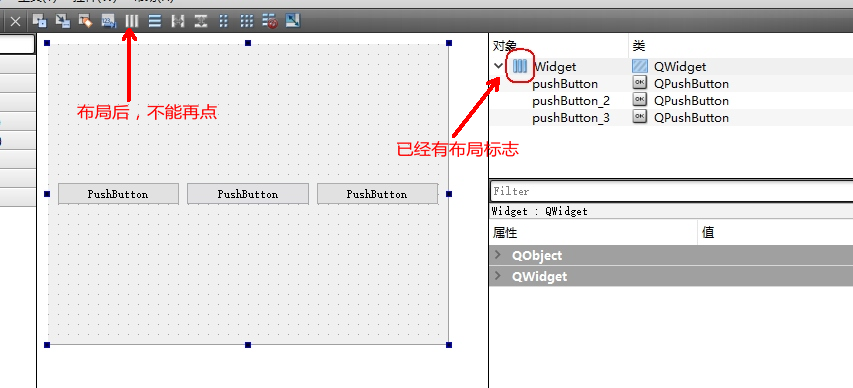 布局后，不能再点
已经有布局标志
PushButton
PushButton
PushButton
对象
类
Widget
QWidget
pushButton
QPushButton
pushButton_2
QPushButton
pushButton_3
QPushButton
Filter
Widget : QWidget
属性
值
QObject
QWidget